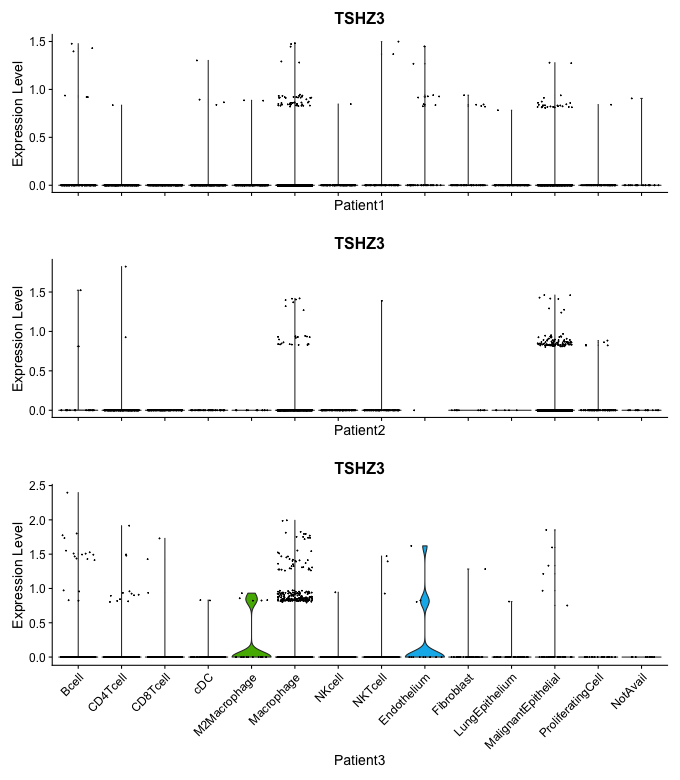 TSHZ3
Expression Level
1.5
1.0
0.5
0.0
Patient1
TSHZ3
Expression Level
1.5
1.0
0.5
0.0
Patient2
TSHZ3
Expression Level
2.5
2.0
1.5
1.0
0.5
0.0
Bcell
CD4Tcell
CD8Tcell
cDC
M2Macrophage
Macrophage
NKcell
NKTcell
Endothelium
Fibroblast
LungEpithelium
MalignantEpithelial
ProliferatingCell
NotAvail
Patient3